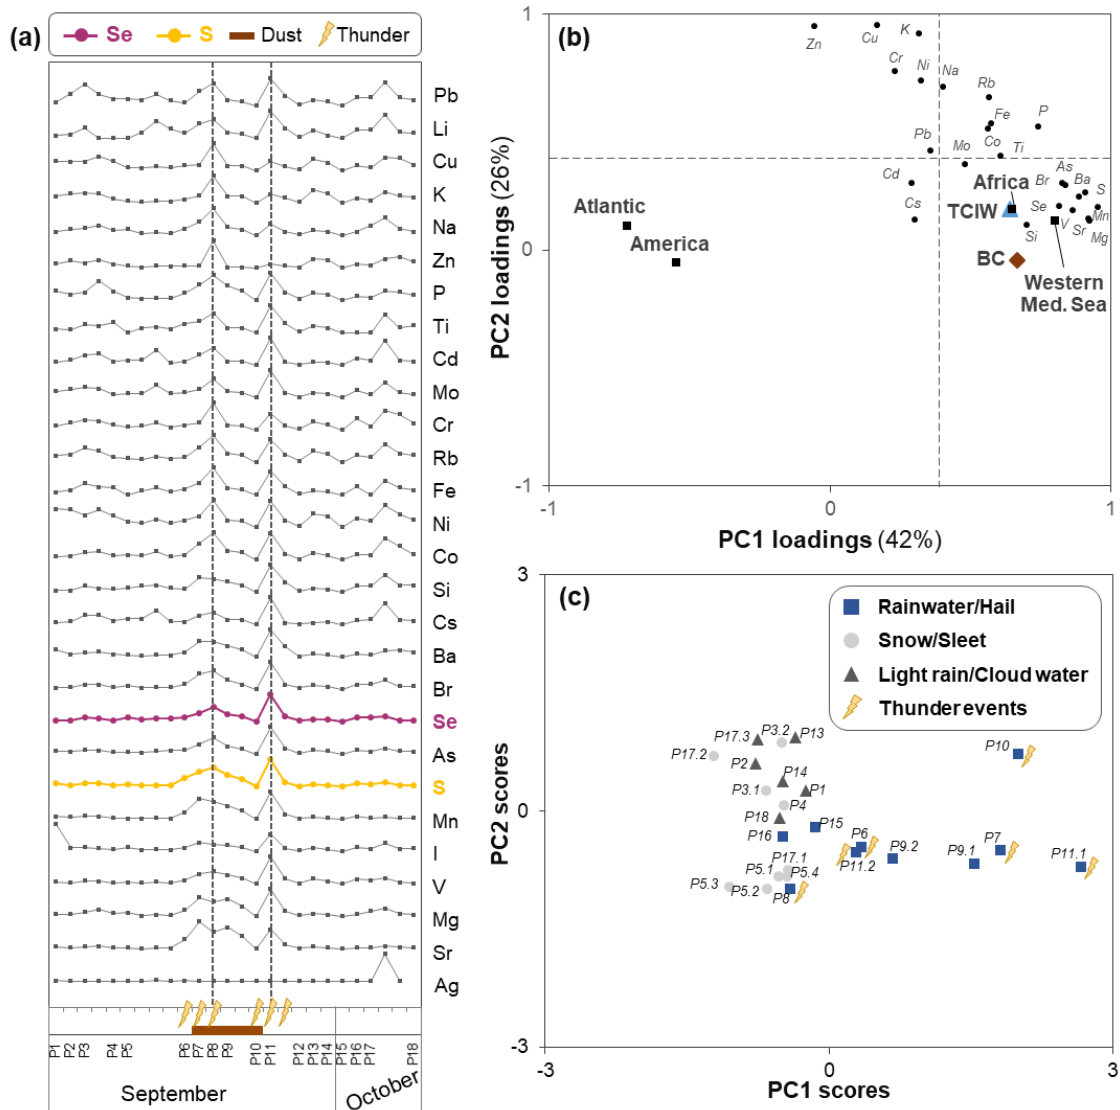 (a)
Se
S
Dust
Thunder
Pb
Li
Cu
K
Na
Zn
P
Ti
Cd
Mo
Cr
Rb
Fe
Ni
Co
Si
Cs
Ba
Br
Se
As
S
Mn
I
V
Mg
Sr
Ag
P1
P2
P3
P4
P5
P6
P7
P8
P9
P10
P11
P12
P13
P14
P15
P16
P17
P18
September
October
(b)
PC2 loadings (26%)
1
0
-1
-1
0
1
PC1 loadings (42%)
Zn
Cu
K
Cr
Ni
Na
Rb
Fe
P
Pb
Co
Ti
Mo
Cd
As
Br
Ba
S
Cs
Se
Si
V
Sr
Mn
Mg
Africa
TCIW
BC
Western
Med. Sea
Atlantic
America
(c)
Rainwater/Hail
Snow/Sleet
Light rain/Cloud water
Thunder events
PC2 scores
3
0
-3
-3
0
3
PC1 scores
P17.3
P3.2
P13
P17.2
P2
P14
P3.1
P1
P4
P18
P15
P16
P6
P11.2
P9.2
P10
P9.1
P7
P11.1
P17.1
P5.1
P5.4
P5.3
P5.2
P8